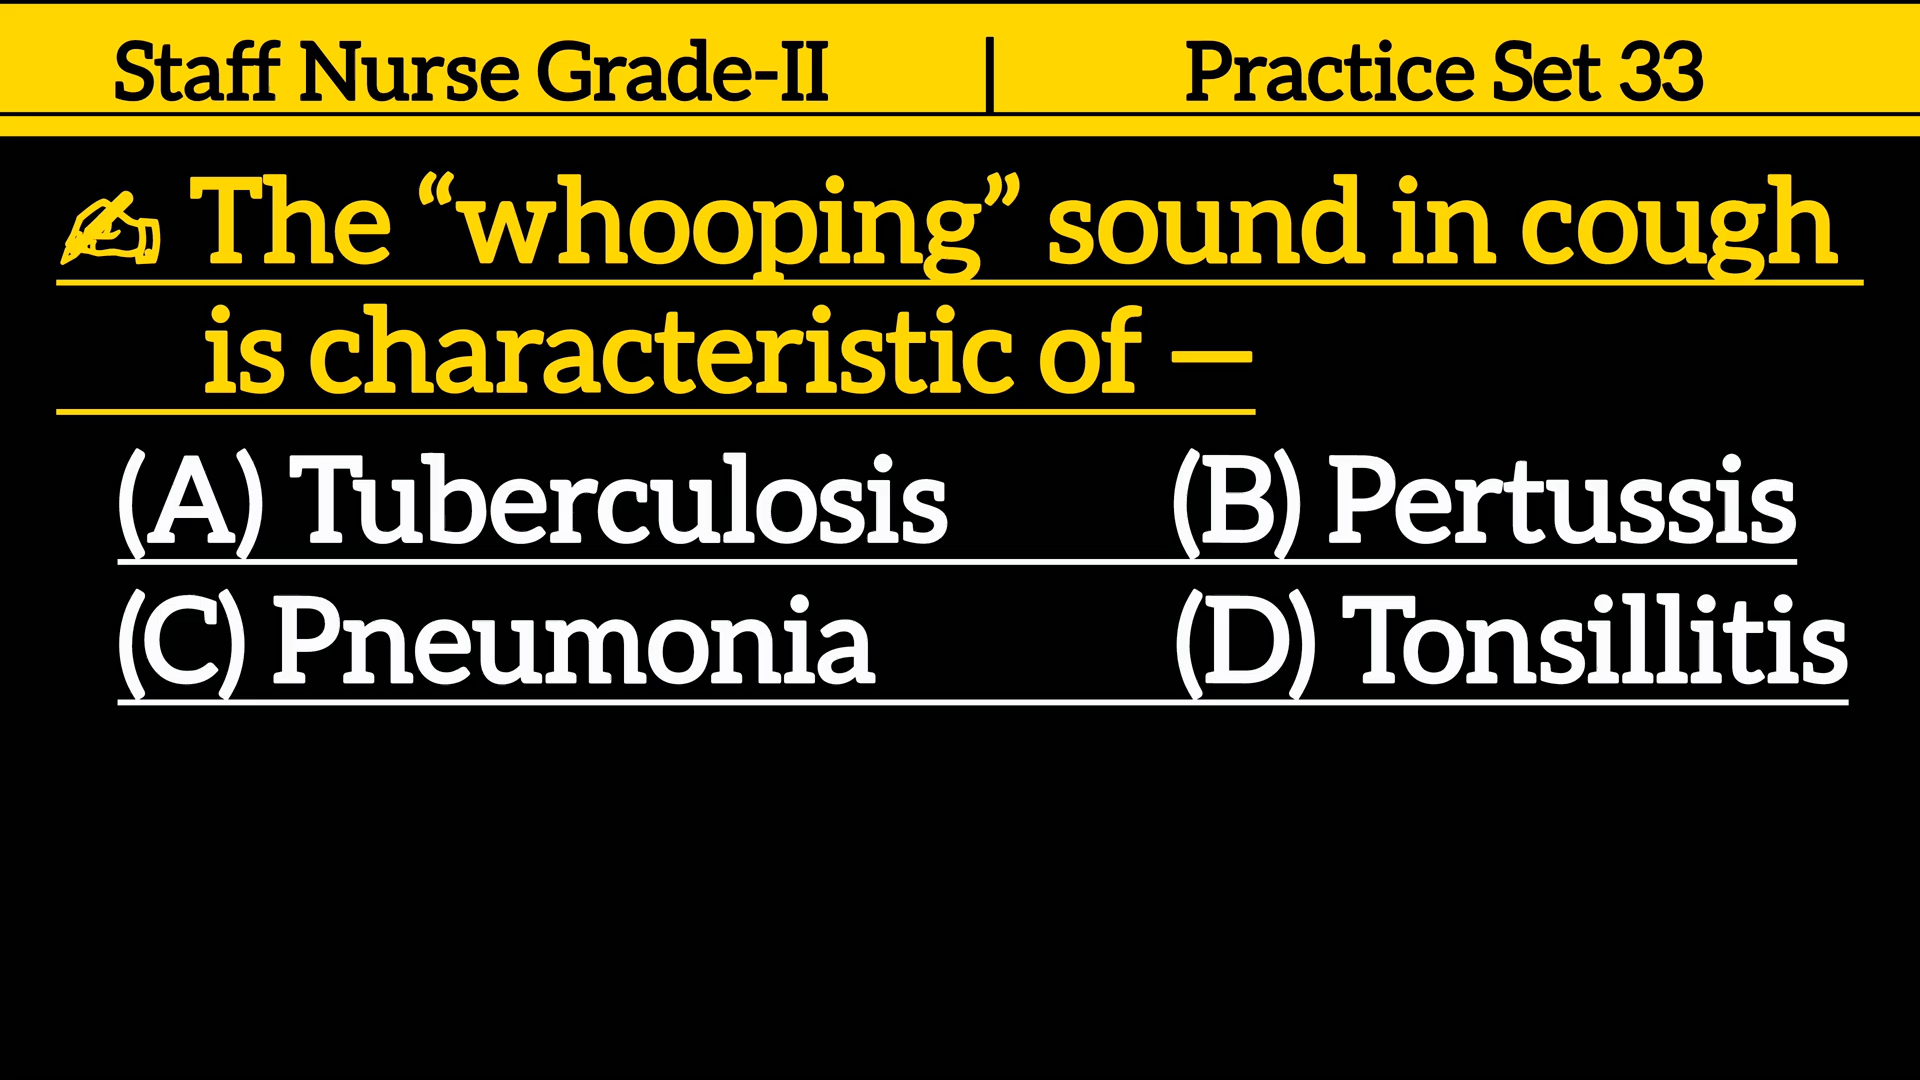 Staff Nurse Grade-II | Practice Set 33
✍ The “whooping” sound in cough
is characteristic of —
(A) Tuberculosis (B) Pertussis
(C) Pneumonia (D) Tonsillitis